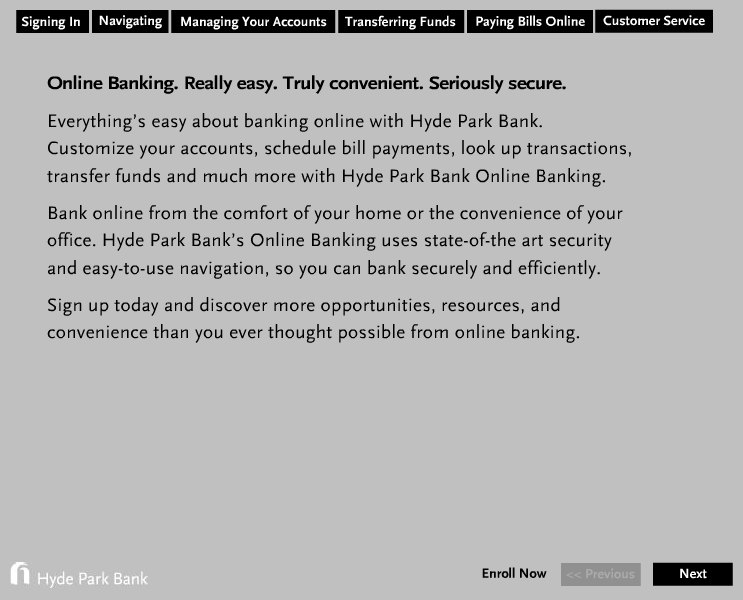 Signing In Navigating Managing Your Accounts Transferring Funds Paying Bills Online Customer Service
Online Banking. Really easy. Truly convenient. Seriously secure.
Everything's easy about banking online with Hyde Park Bank.
Customize your accounts, schedule bill payments, look up transactions,
transfer funds and much more with Hyde Park Bank Online Banking.
Bank online from the comfort of your home or the convenience of your
office. Hyde Park Bank's Online Banking uses state-of-the art security
and easy-to-use navigation, so you can bank securely and efficiently.
Sign up today and discover more opportunities, resources, and
convenience than you ever thought possible from online banking.
Hyde Park Bank Enroll Now << Previous Next